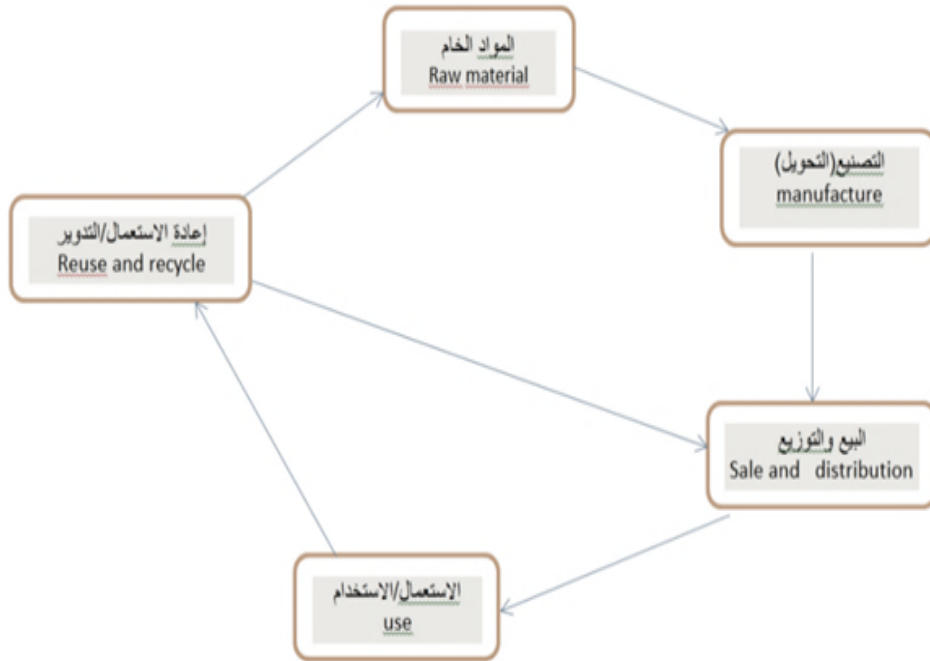 المواد الخام
Raw material
التصنيع(التحويل)
manufacture
إعادة الاستعمال/التدوير
Reuse and recycle
البيع والتوزيع
Sale and distribution
الاستعمال/الاستخدام
use